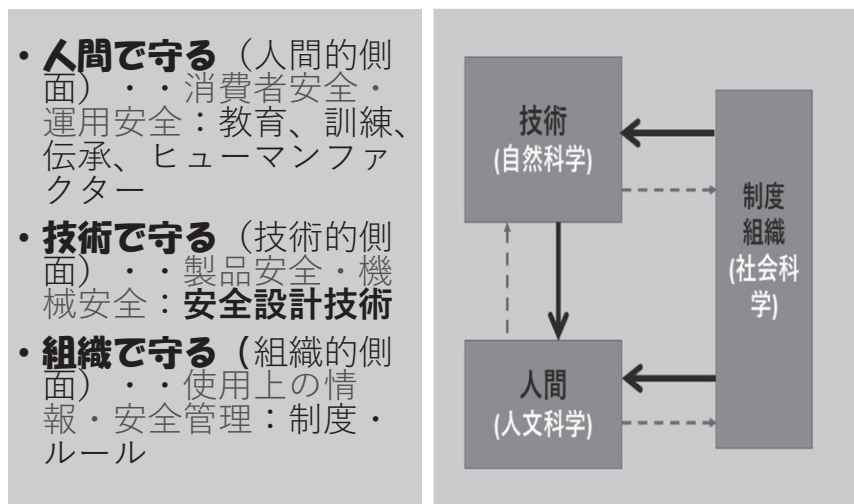 ・人間で守る（人間的側
面）・・消費者安全・
運用安全：教育、訓練、
伝承、ヒューマンファ
クター
・技術で守る（技術的側
面）・・製品安全・機
械安全：安全設計技術
・組織で守る（組織的側
面）・・使用上の情
報・安全管理：制度・
ルール
技術
(自然科学)
制度
組織
(社会科
学)
人間
(人文科学)